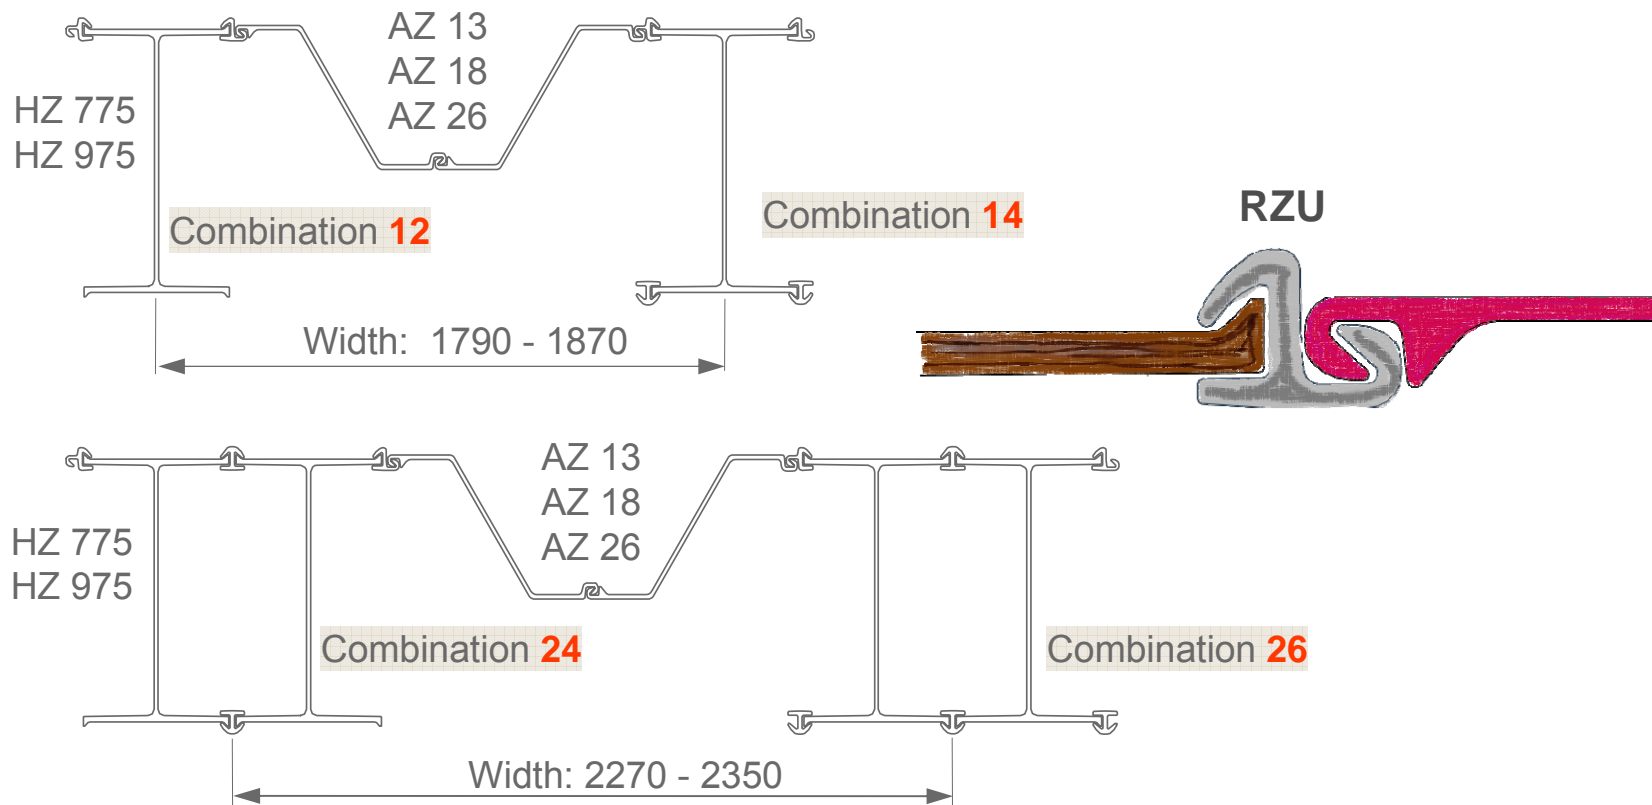 AZ 13
AZ 18
AZ 26
HZ 775
HZ 975
Combination 12
Combination 14
RZU
Width: 1790 - 1870
AZ 13
AZ 18
AZ 26
HZ 775
HZ 975
Combination 24
Combination 26
Width: 2270 - 2350